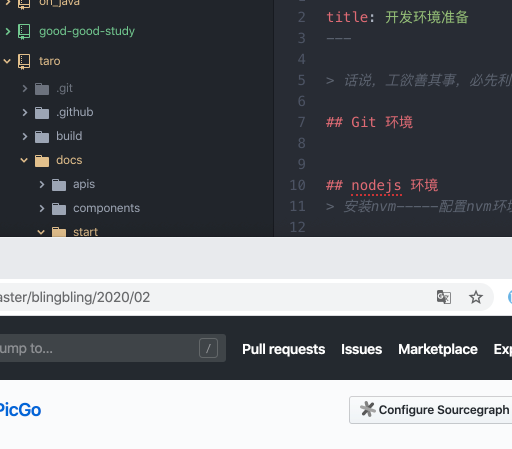 on_java
good-good-study
taro
.git
.github
build
docs
apis
components
start
2 title: 开发环境准备
3 ---
4
5 > 话说，工欲善其事，必先利
6
7 ## Git 环境
8
9
10 ## nodejs 环境
11 > 安装nvm-----配置nvm环境
12
aster/blingbling/2020/02
ump to...
/
Pull requests Issues Marketplace Exp
PicGo
Configure Sourcegraph